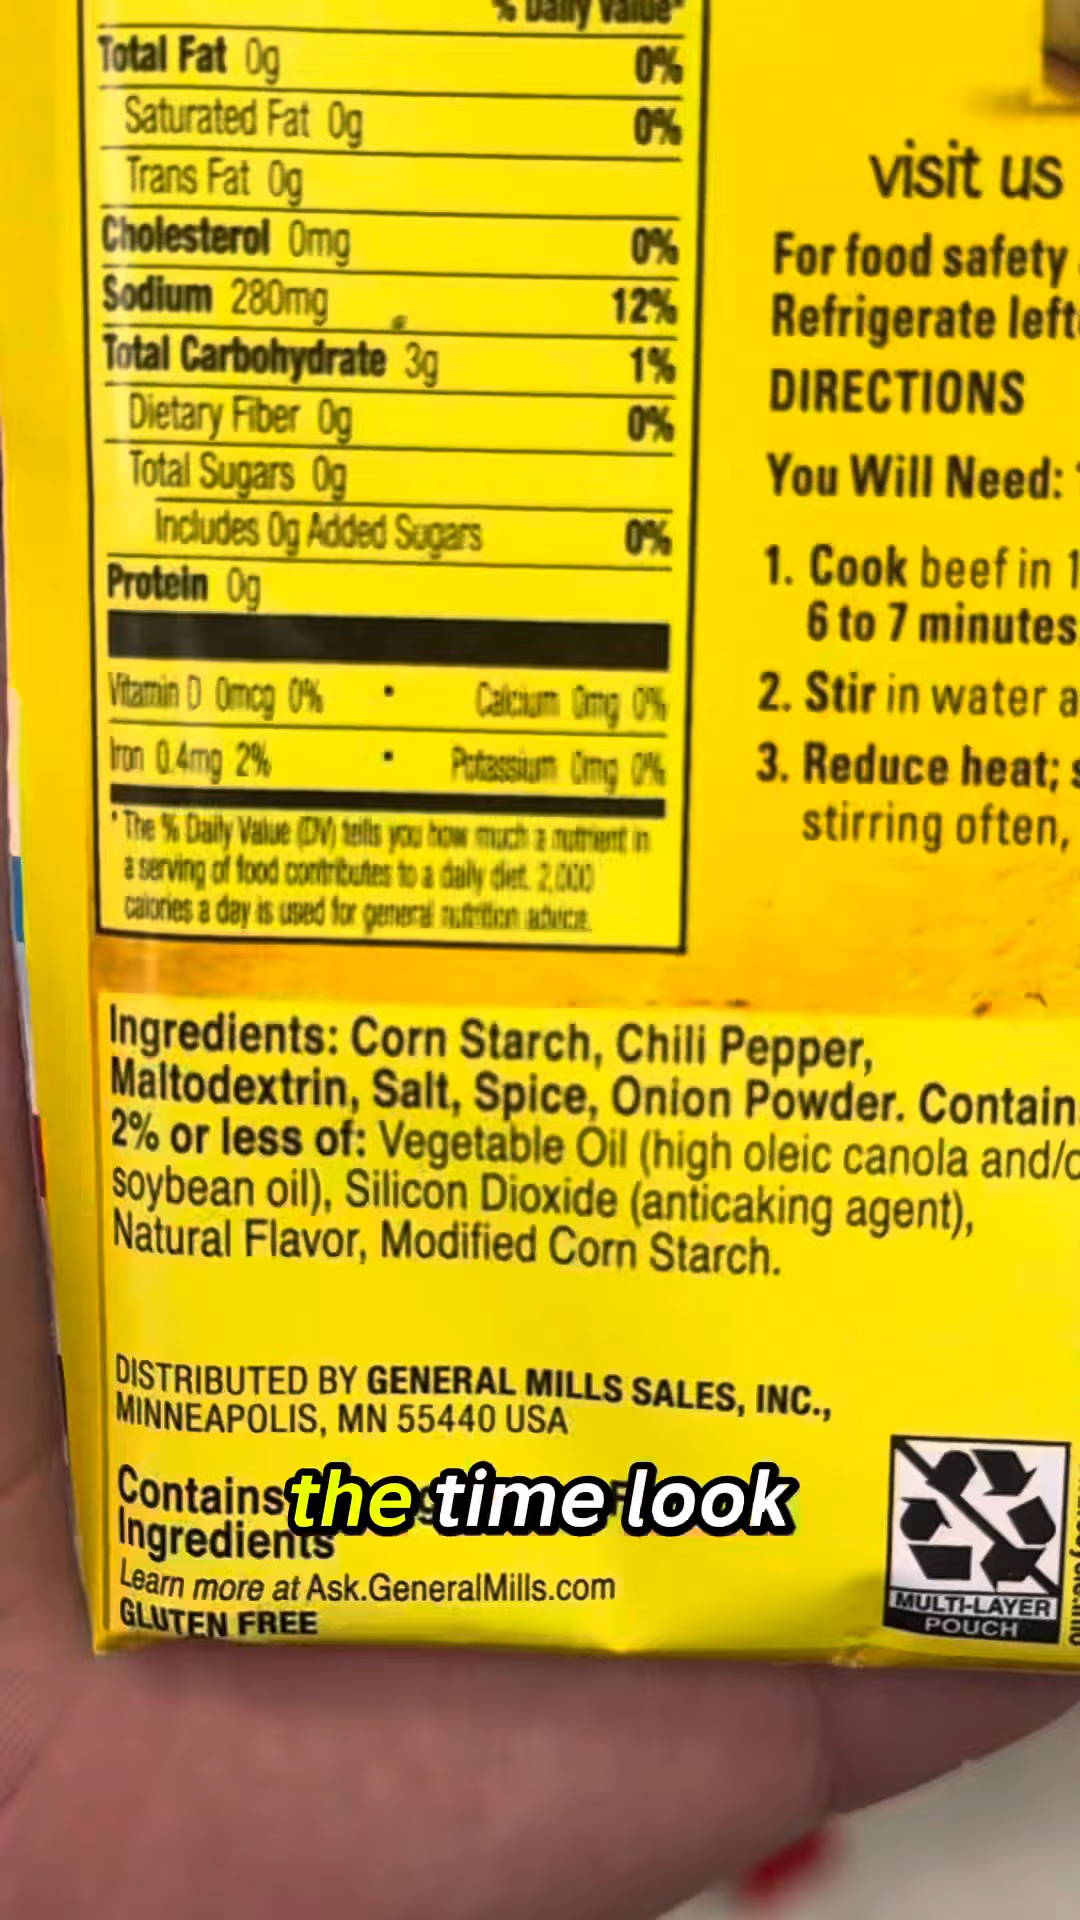 % Daily Value*
Total Fat 0g 0%
Saturated Fat 0g 0%
Trans Fat 0g
Cholesterol 0mg 0%
Sodium 280mg 12%
Total Carbohydrate 3g 1%
Dietary Fiber 0g 0%
Total Sugars 0g
Includes 0g Added Sugars 0%
Protein 0g
Vitamin D 0mcg 0% • Calcium 0mg 0%
Iron 0.4mg 2% • Potassium 0mg 0%
* The % Daily Value (DV) tells you how much a nutrient in
a serving of food contributes to a daily diet. 2,000
calories a day is used for general nutrition advice.
visit us
For food safety
Refrigerate left
DIRECTIONS
You Will Need:
1. Cook beef in 1
6 to 7 minutes
2. Stir in water a
3. Reduce heat; s
stirring often,
Ingredients: Corn Starch, Chili Pepper,
Maltodextrin, Salt, Spice, Onion Powder. Contain
2% or less of: Vegetable Oil (high oleic canola and/o
soybean oil), Silicon Dioxide (anticaking agent),
Natural Flavor, Modified Corn Starch.
DISTRIBUTED BY GENERAL MILLS SALES, INC.,
MINNEAPOLIS, MN 55440 USA
Contains
the time look
Ingredients
Learn more at Ask.GeneralMills.com
GLUTEN FREE
MULTI-LAYER
POUCH